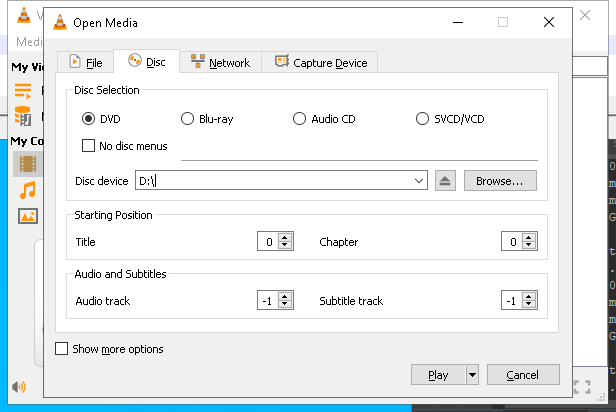 V
Open Media
Medi
File
Disc
Network
Capture Device
My Vi
Disc Selection
DVD
Blu-ray
Audio CD
SVCD/VCD
No disc menus
My Co
Disc device
D:\
Browse...
Starting Position
Title
0
Chapter
0
Audio and Subtitles
Audio track
-1
Subtitle track
-1
Show more options
Play
Cancel